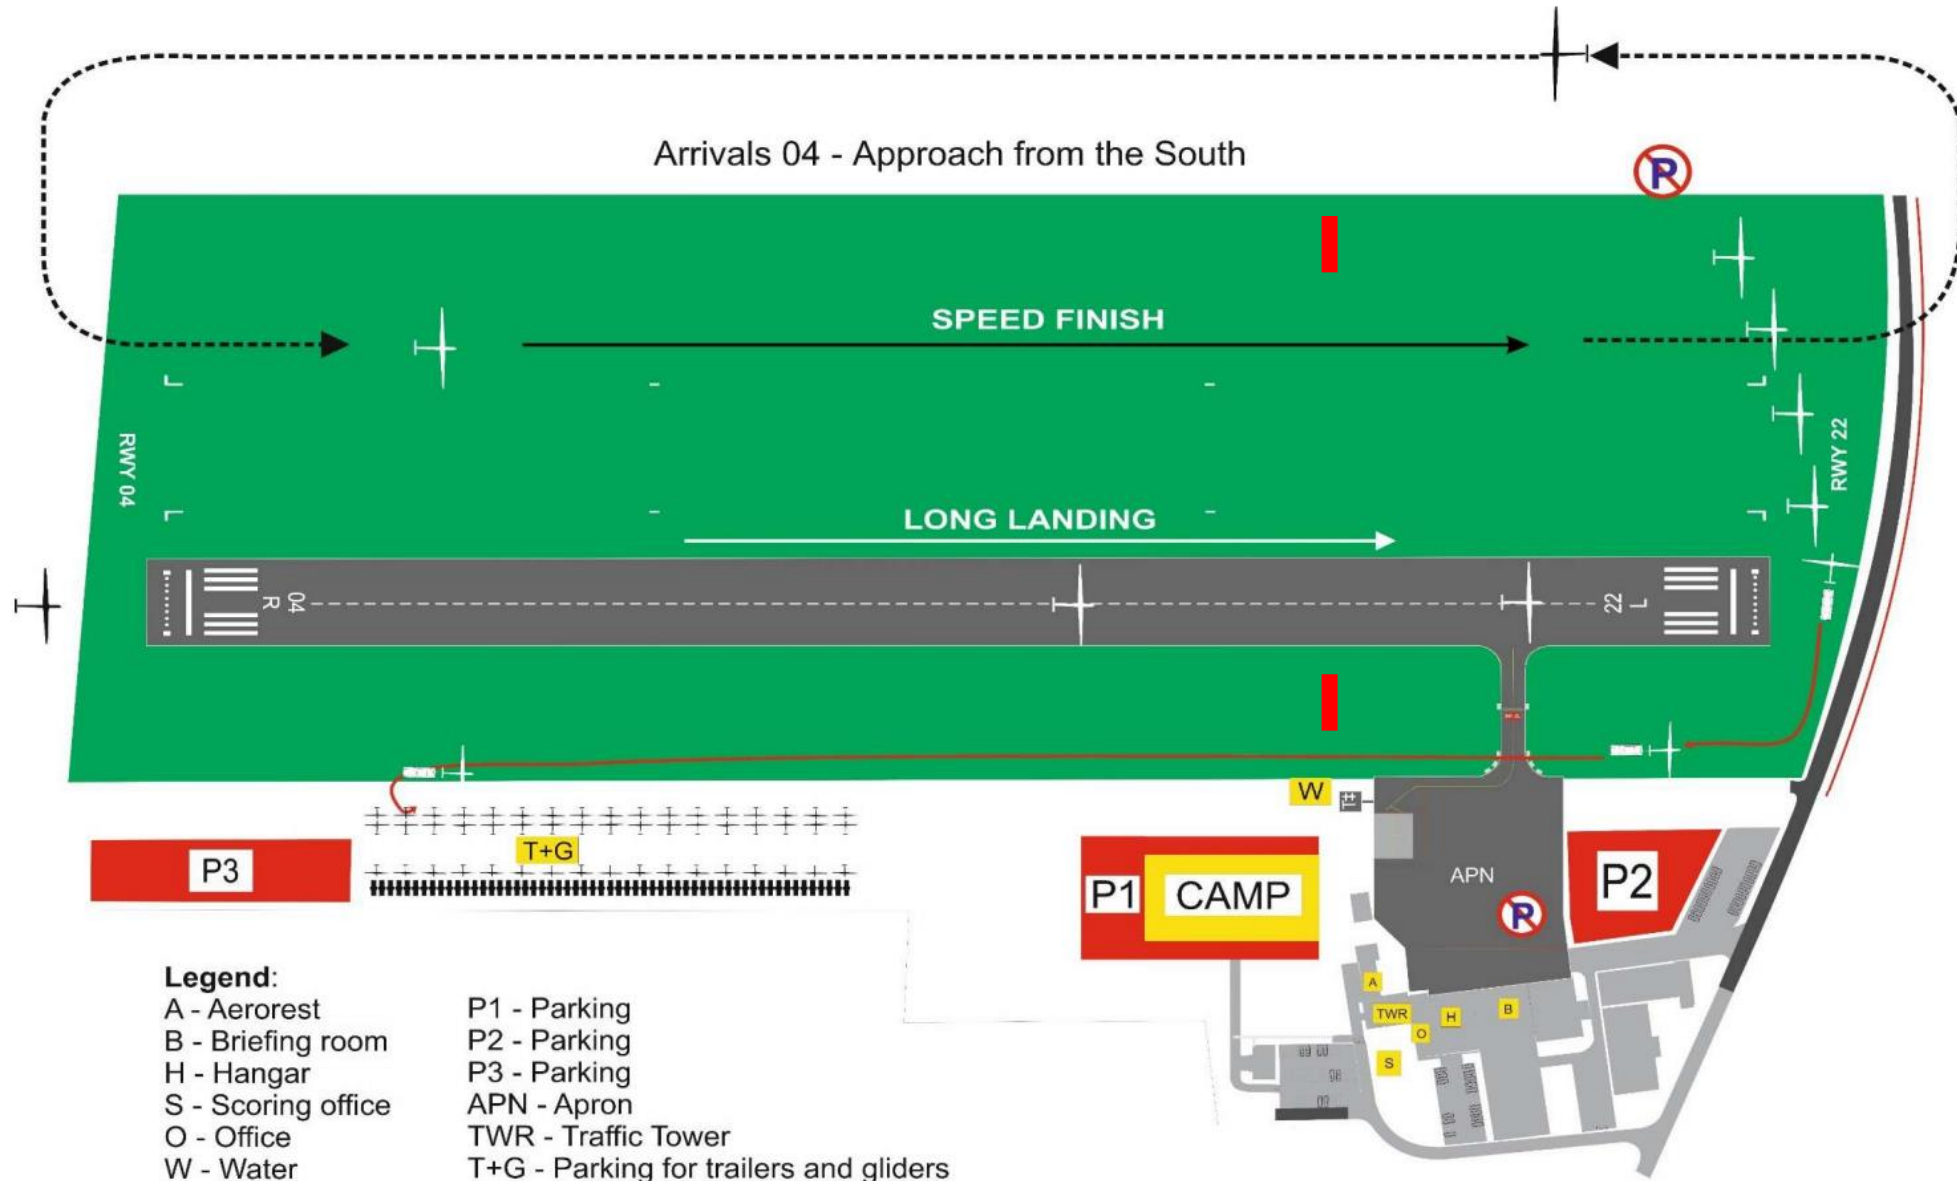 Arrivals 04 - Approach from the South
P
SPEED FINISH
RWY 04
RWY 22
LONG LANDING
04
R
22
L
W
P3
T+G
P1
CAMP
APN
P
P2
A
TWR
H
B
O
S
Legend:
A - Aerorest
B - Briefing room
H - Hangar
S - Scoring office
O - Office
W - Water
P1 - Parking
P2 - Parking
P3 - Parking
APN - Apron
TWR - Traffic Tower
T+G - Parking for trailers and gliders